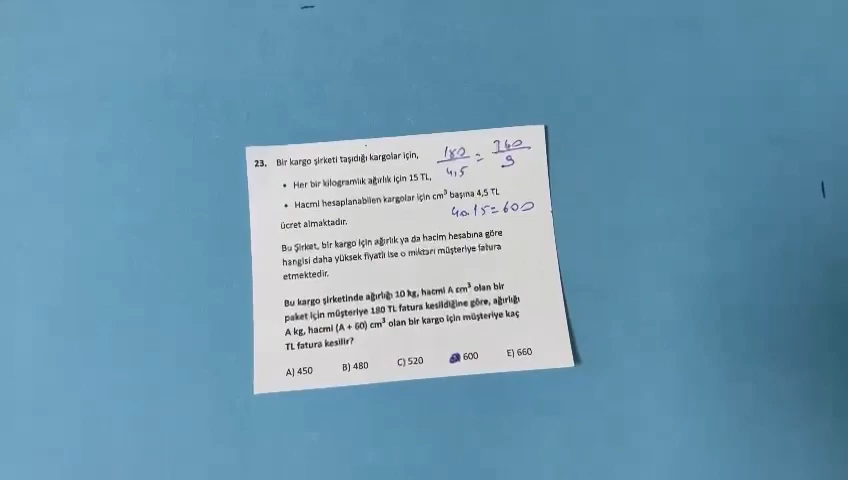 23. Bir kargo şirketi taşıdığı kargolar için,
180/4,5 = 360/9
• Her bir kilogramlık ağırlık için 15 TL,
• Hacmi hesaplanabilen kargolar için cm³ başına 4,5 TL
ücret almaktadır.
40.15=600
Bu Şirket, bir kargo için ağırlık ya da hacim hesabına göre
hangisi daha yüksek fiyatlı ise o miktarı müşteriye fatura
etmektedir.
Bu kargo şirketinde ağırlığı 10 kg, hacmi A cm³ olan bir
paket için müşteriye 180 TL fatura kesildiğine göre, ağırlığı
A kg, hacmi (A + 60) cm³ olan bir kargo için müşteriye kaç
TL fatura kesilir?
A) 450 B) 480 C) 520 600 E) 660